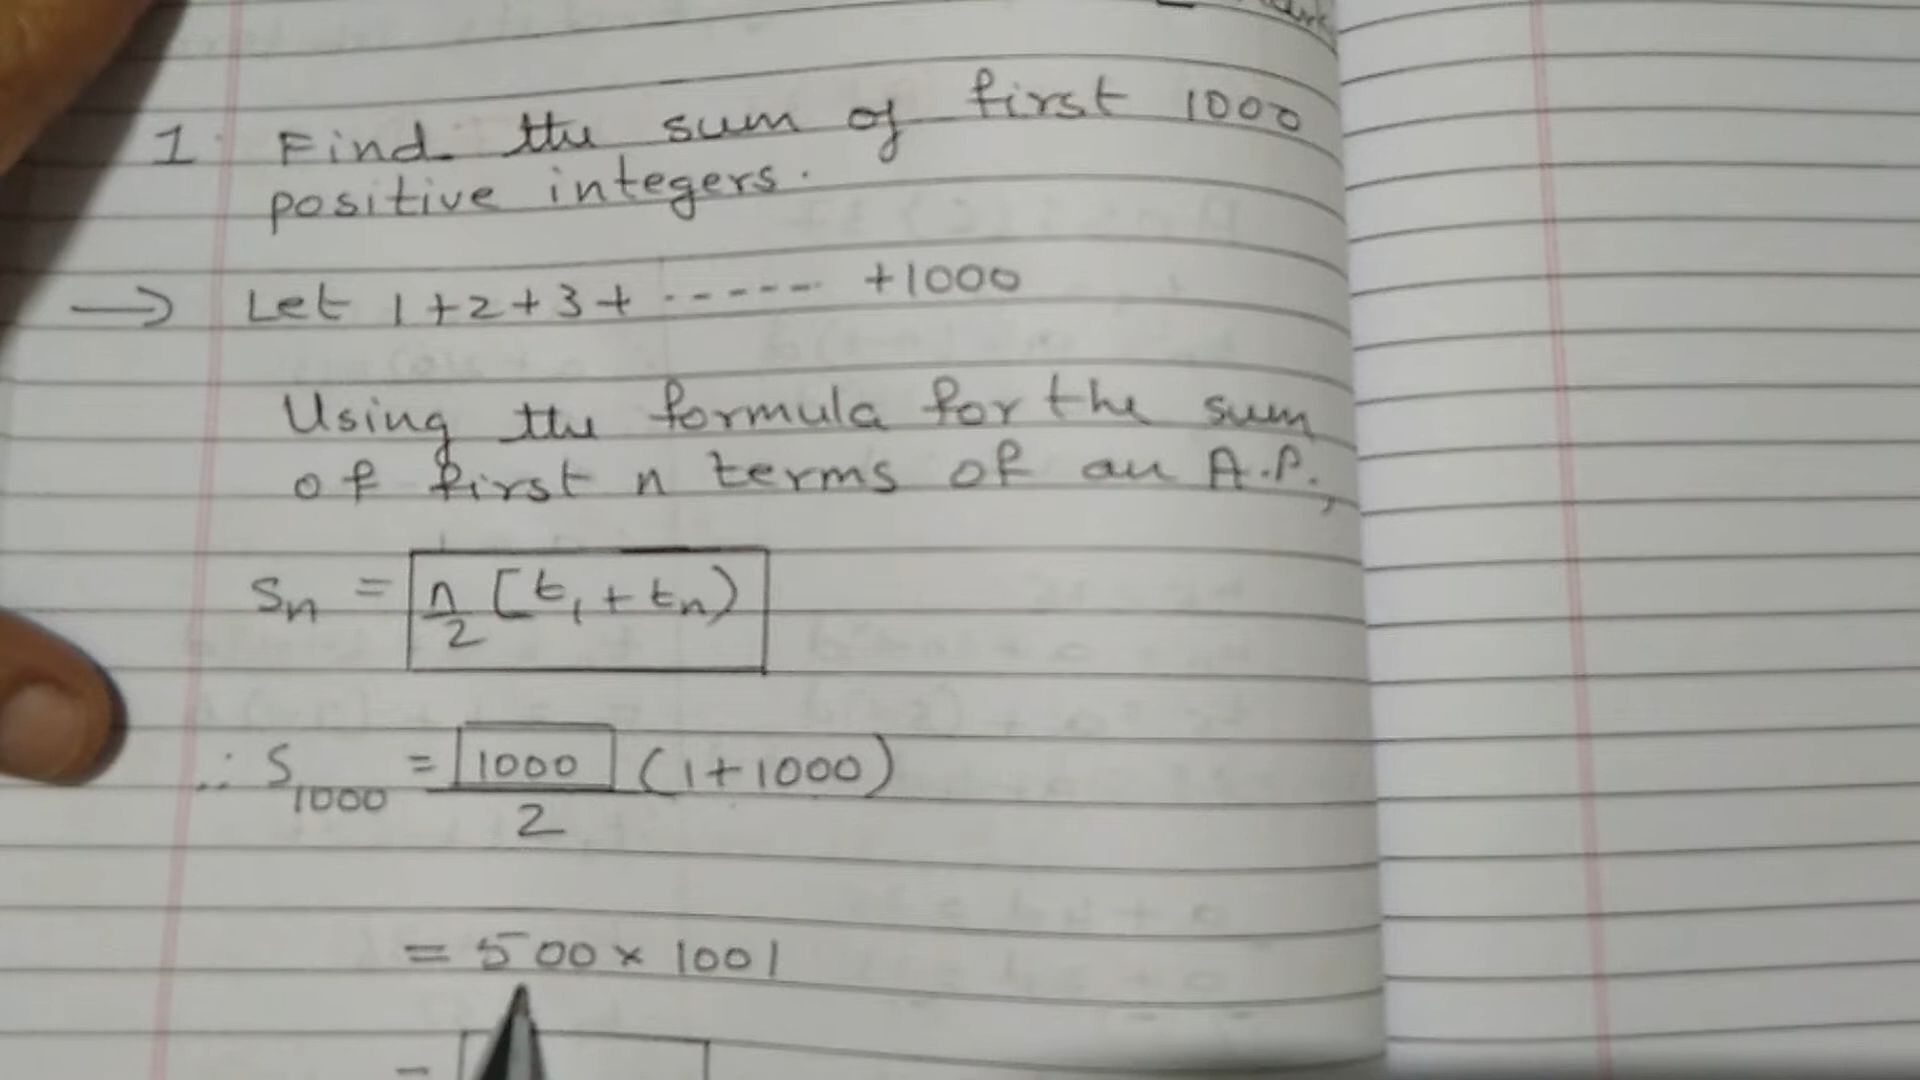 1 Find the sum of first 1000
positive integers.
→ Let 1+2+3+ ------ +1000
Using the formula for the sum
of first n terms of an A.P.,
Sn = n/2 [t1 + tn)
∴ S1000 = 1000/2 (1+1000)
= 500 × 1001
=